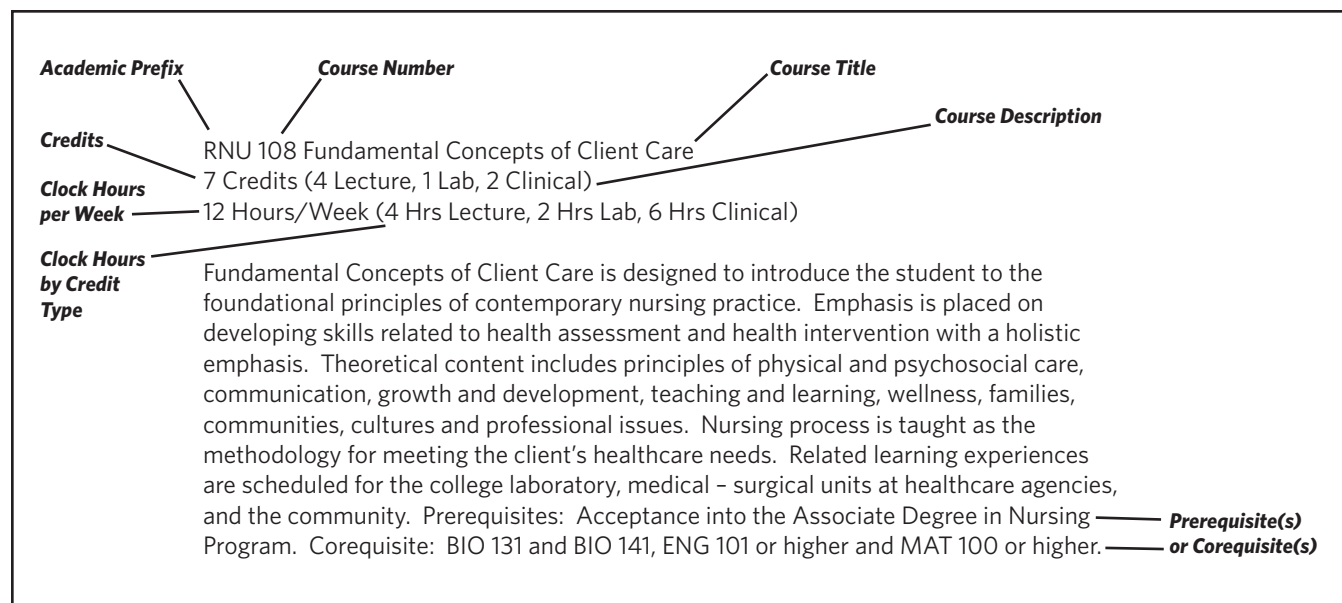 Academic Prefix
Course Number
Course Title
Course Description
Credits
RNU 108 Fundamental Concepts of Client Care
7 Credits (4 Lecture, 1 Lab, 2 Clinical)
Clock Hours
per Week
12 Hours/Week (4 Hrs Lecture, 2 Hrs Lab, 6 Hrs Clinical)
Clock Hours
by Credit
Type
Fundamental Concepts of Client Care is designed to introduce the student to the
foundational principles of contemporary nursing practice.  Emphasis is placed on
developing skills related to health assessment and health intervention with a holistic
emphasis.  Theoretical content includes principles of physical and psychosocial care,
communication, growth and development, teaching and learning, wellness, families,
communities, cultures and professional issues.  Nursing process is taught as the
methodology for meeting the client’s healthcare needs.  Related learning experiences
are scheduled for the college laboratory, medical – surgical units at healthcare agencies,
and the community.  Prerequisites:  Acceptance into the Associate Degree in Nursing
Program.  Corequisite:  BIO 131 and BIO 141, ENG 101 or higher and MAT 100 or higher.
Prerequisite(s)
or Corequisite(s)